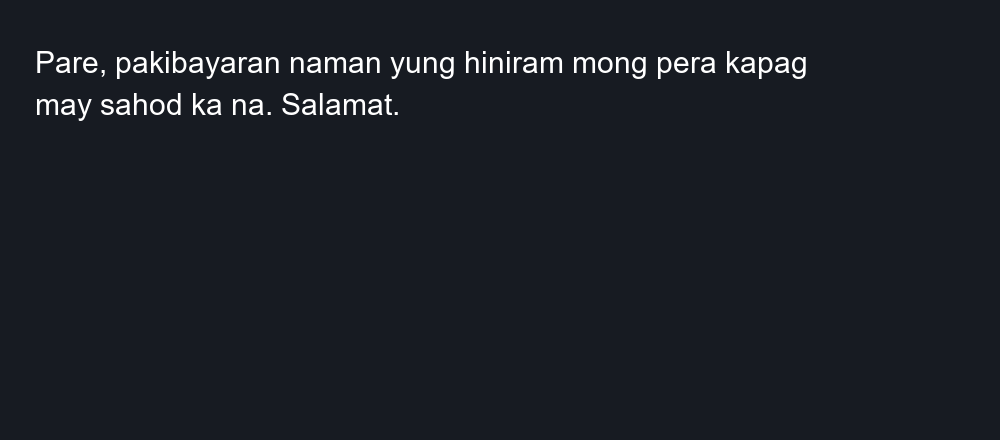 Pare, pakibayaran naman yung hiniram mong pera kapag
may sahod ka na. Salamat.